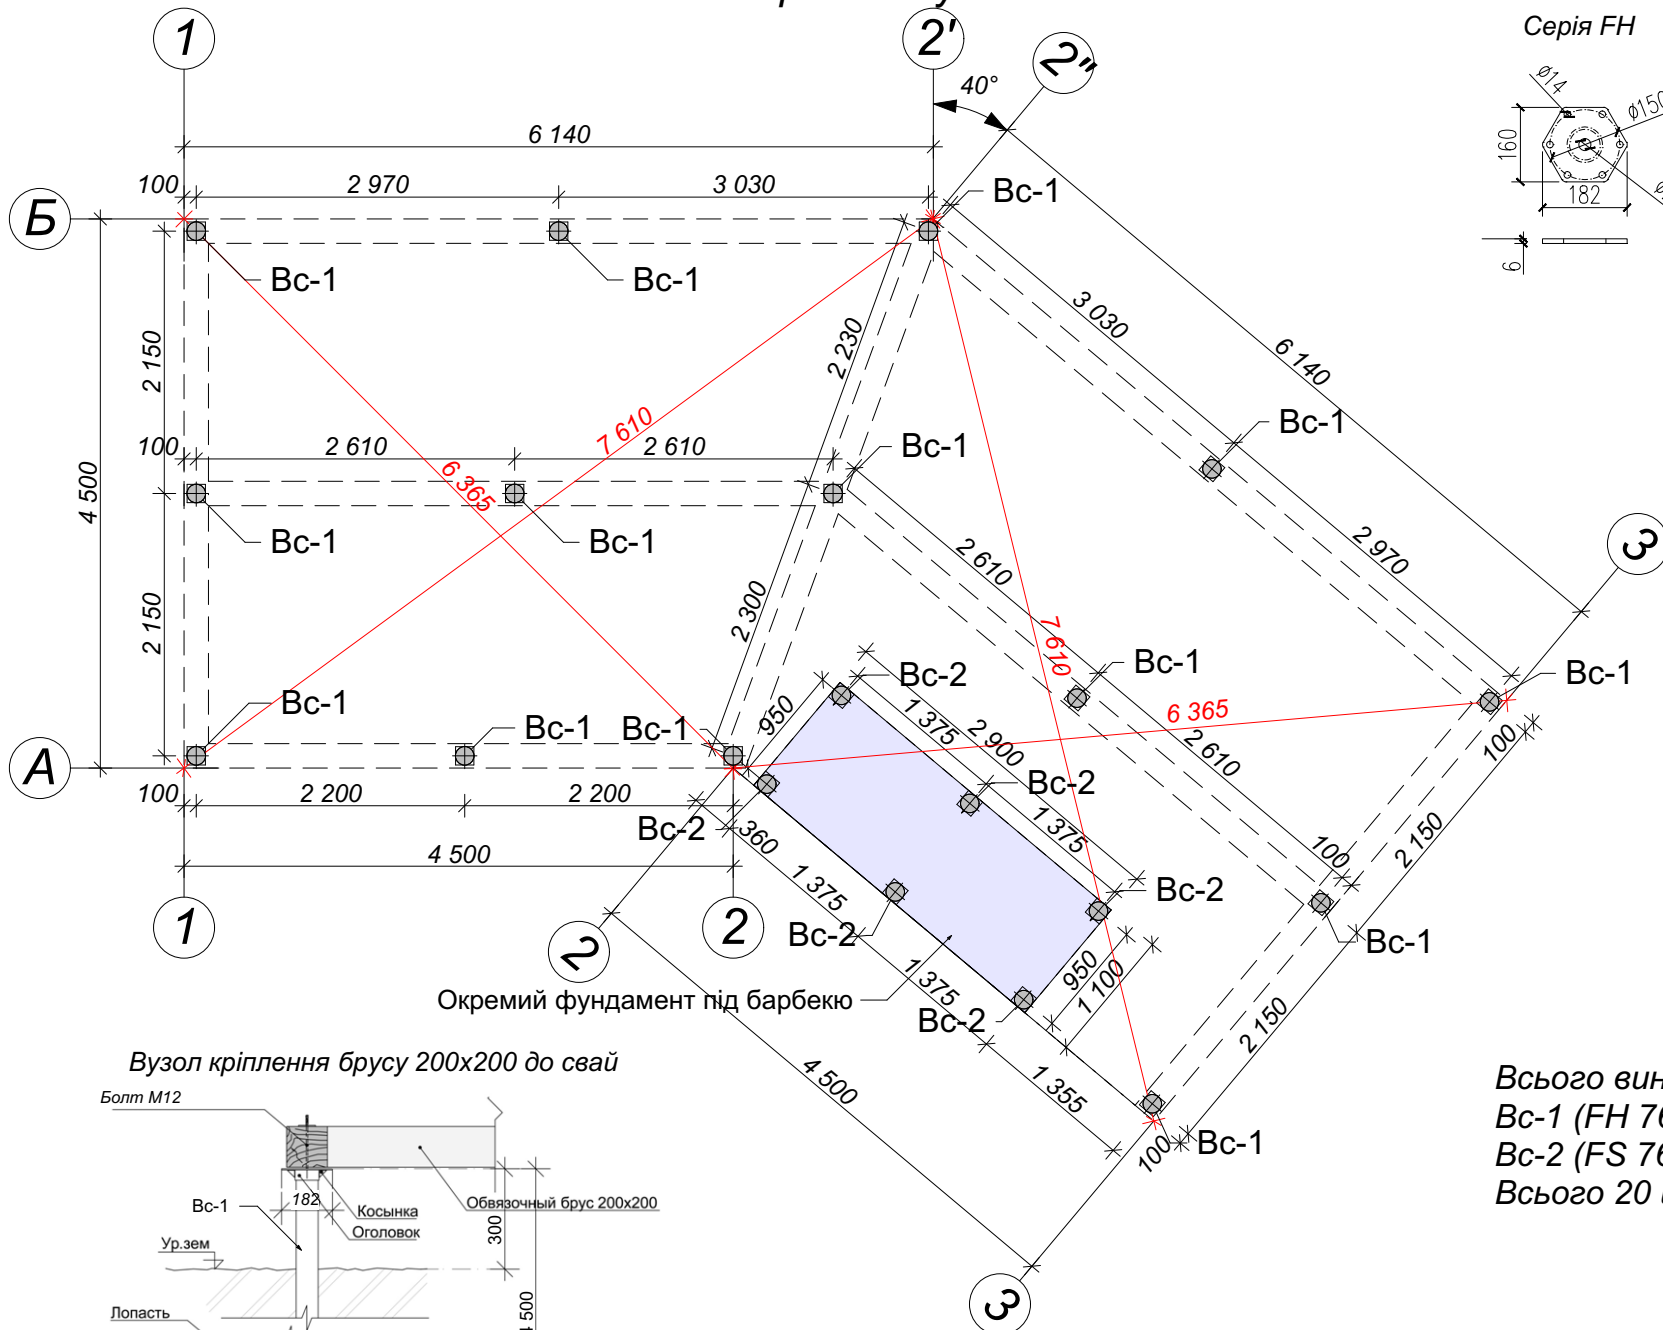 1
2'
2"
40°
Серія FH
ø14
ø150
160
182
6
6 140
100
2 970
3 030
Б
Вс-1
Вс-1
Вс-1
2 150
2 230
3 030
6 140
4 500
100
2 610
2 610
7 610
6 365
Вс-1
Вс-1
2 970
3
Вс-1
Вс-1
2 610
2 150
2 300
7 610
Вс-1
Вс-1
Вс-2
Вс-1
Вс-1
Вс-1
950
1 375
2 900
6 365
2 610
100
А
100
2 200
2 200
Вс-2
Вс-2
360
1 375
100
2 150
4 500
1 375
Вс-2
1
2
2
Вс-2
Вс-1
1 375
950
1 100
Окремий фундамент під барбекю
Вс-2
2 150
4 500
1 355
100
Вс-1
3
Вузол кріплення брусу 200x200 до свай
Болт М12
182
Вс-1
Косынка
Оголовок
Обвязочный брус 200x200
300
Ур.зем
Лопасть
Всього
Вс-1 (FH
Вс-2 (FS
Всього 20